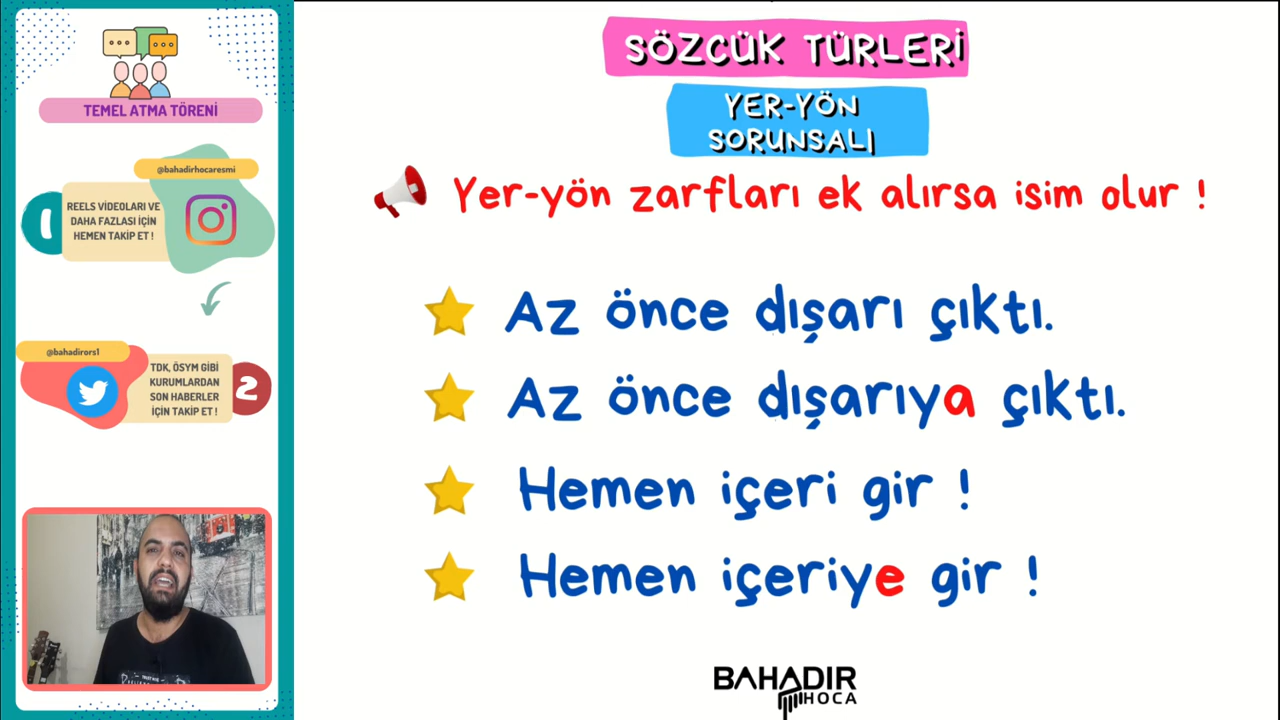 TEMEL ATMA TÖRENİ
@bahadirhocaresmi
1
REELS VİDEOLARI VE
DAHA FAZLASI İÇİN
HEMEN TAKİP ET !
@bahadirors1
TDK, ÖSYM GİBİ
KURUMLARDAN
SON HABERLER
İÇİN TAKİP ET !
2
SÖZCÜK TÜRLERİ
YER-YÖN
SORUNSALI
Yer-yön zarfları ek alırsa isim olur !
Az önce dışarı çıktı.
Az önce dışarıya çıktı.
Hemen içeri gir !
Hemen içeriye gir !
BAHADIR
HOCA